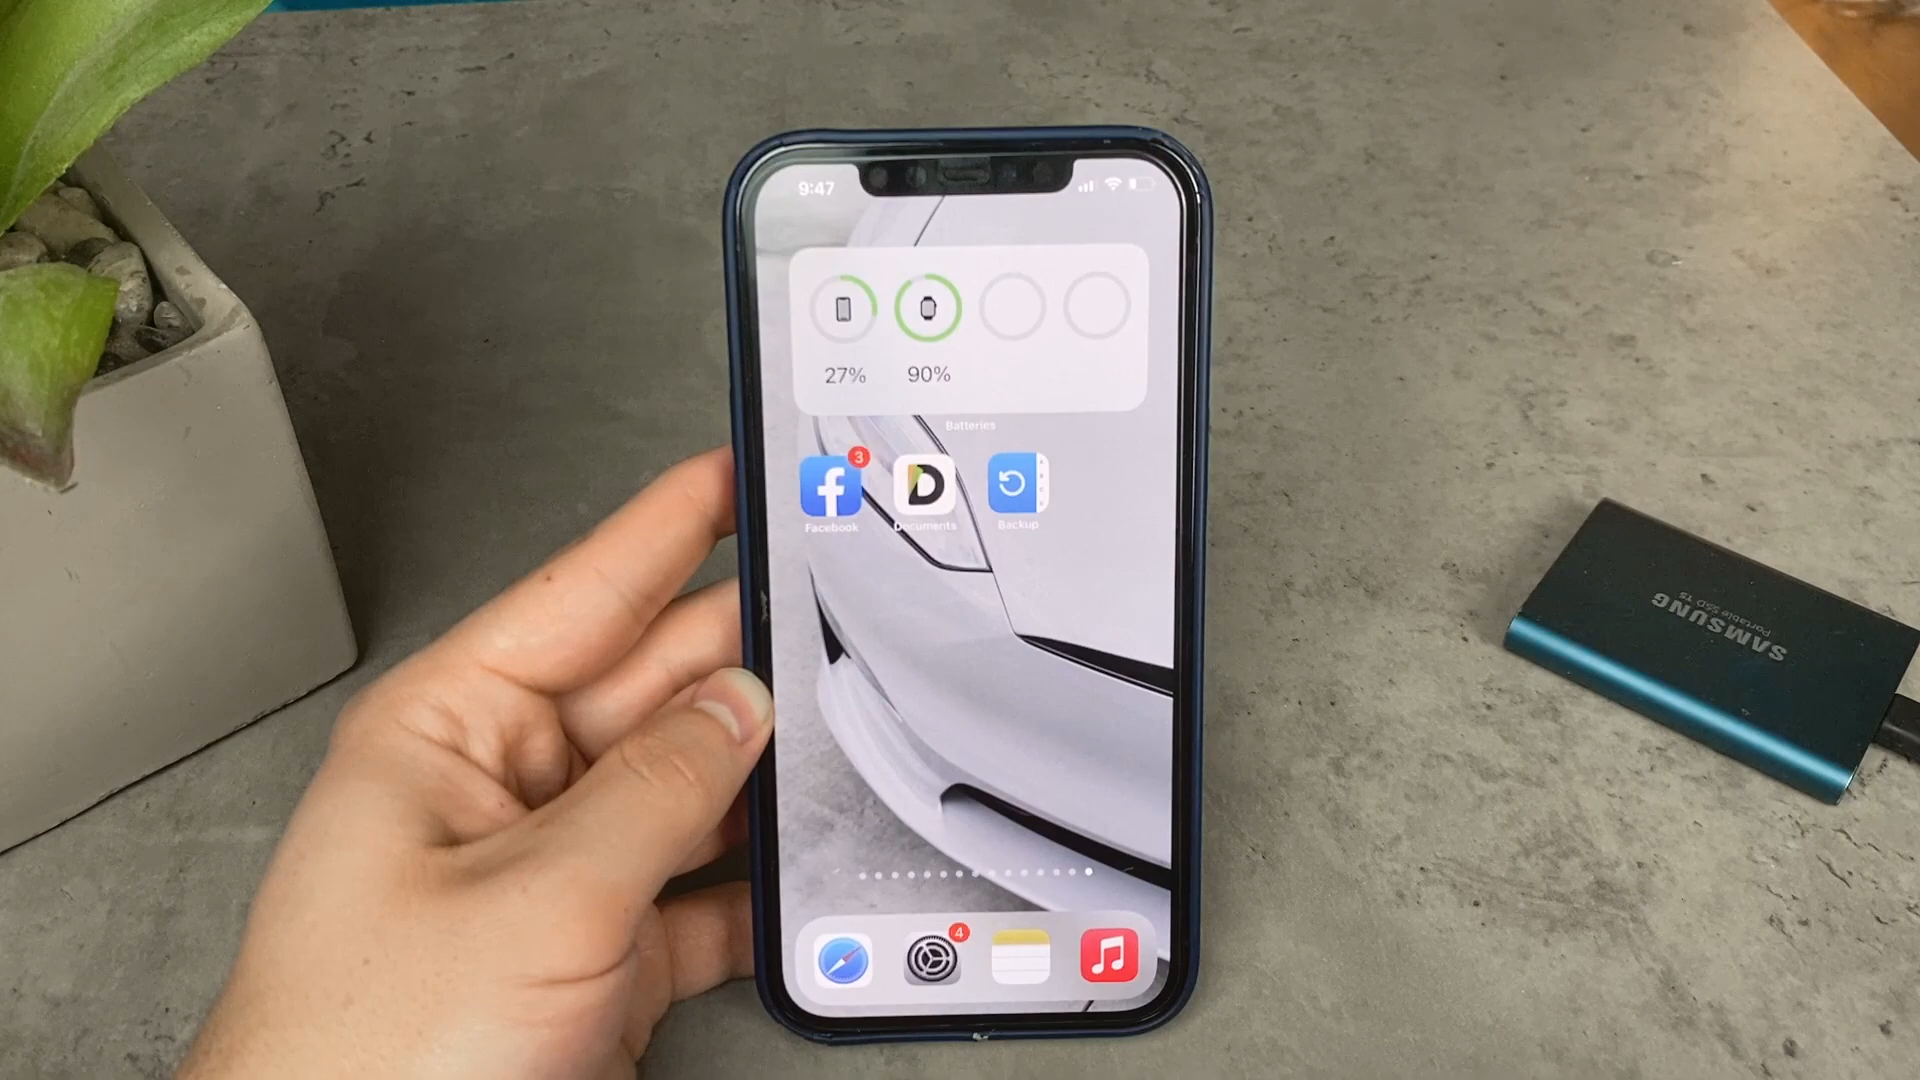 9:47
27% 90%
Batteries
3
Facebook Documents Backup
4
SAMSUNG
Portable SSD T5